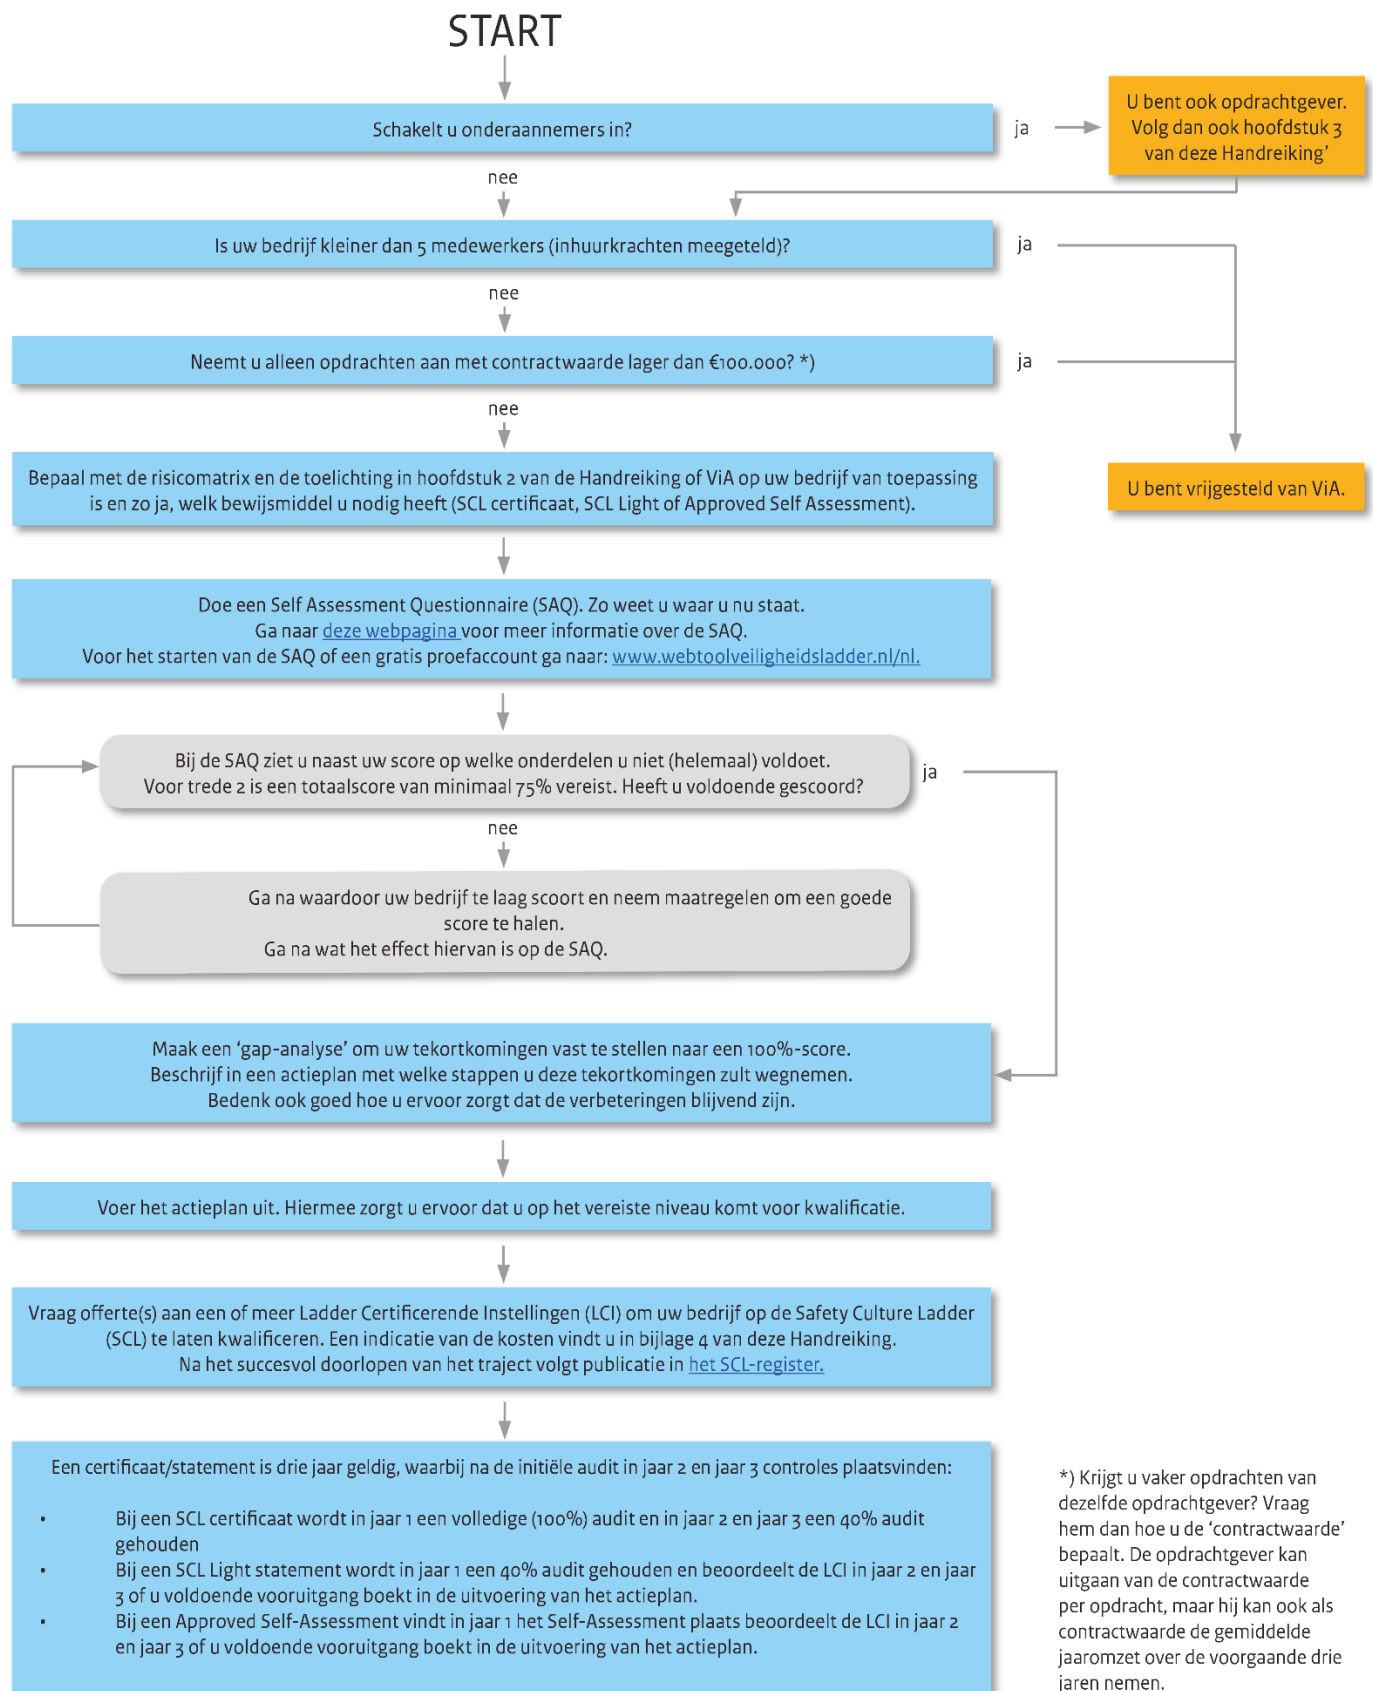 START
Schakelt u onderaannemers in?
ja
U bent ook opdrachtgever.
Volg dan ook hoofdstuk 3
van deze Handreiking’
nee
Is uw bedrijf kleiner dan 5 medewerkers (inhuurkrachten meegeteld)?
ja
nee
Neemt u alleen opdrachten aan met contractwaarde lager dan €100.000? *)
ja
nee
Bepaal met de risicomatrix en de toelichting in hoofdstuk 2 van de Handreiking of ViA op uw bedrijf van toepassing
is en zo ja, welk bewijsmiddel u nodig heeft (SCL certificaat, SCL Light of Approved Self Assessment).
U bent vrijgesteld van ViA.
Doe een Self Assessment Questionnaire (SAQ). Zo weet u waar u nu staat.
Ga naar deze webpagina voor meer informatie over de SAQ.
Voor het starten van de SAQ of een gratis proefaccount ga naar: www.webtoolveiligheidsladder.nl/nl.
Bij de SAQ ziet u naast uw score op welke onderdelen u niet (helemaal) voldoet.
Voor trede 2 is een totaalscore van minimaal 75% vereist. Heeft u voldoende gescoord?
ja
nee
Ga na waardoor uw bedrijf te laag scoort en neem maatregelen om een goede
score te halen.
Ga na wat het effect hiervan is op de SAQ.
Maak een ‘gap-analyse’ om uw tekortkomingen vast te stellen naar een 100%-score.
Beschrijf in een actieplan met welke stappen u deze tekortkomingen zult wegnemen.
Bedenk ook goed hoe u ervoor zorgt dat de verbeteringen blijvend zijn.
Voer het actieplan uit. Hiermee zorgt u ervoor dat u op het vereiste niveau komt voor kwalificatie.
Vraag offerte(s) aan een of meer Ladder Certificerende Instellingen (LCI) om uw bedrijf op de Safety Culture Ladder
(SCL) te laten kwalificeren. Een indicatie van de kosten vindt u in bijlage 4 van deze Handreiking.
Na het succesvol doorlopen van het traject volgt publicatie in het SCL-register.
Een certificaat/statement is drie jaar geldig, waarbij na de initiële audit in jaar 2 en jaar 3 controles plaatsvinden:
• Bij een SCL certificaat wordt in jaar 1 een volledige (100%) audit en in jaar 2 en jaar 3 een 40% audit
gehouden
• Bij een SCL Light statement wordt in jaar 1 een 40% audit gehouden en beoordeelt de LCI in jaar 2 en jaar
3 of u voldoende vooruitgang boekt in de uitvoering van het actieplan.
• Bij een Approved Self-Assessment vindt in jaar 1 het Self-Assessment plaats beoordeelt de LCI in jaar 2
en jaar 3 of u voldoende vooruitgang boekt in de uitvoering van het actieplan.
*) Krijgt u vaker opdrachten van
dezelfde opdrachtgever? Vraag
hem dan hoe u de ‘contractwaarde’
bepaalt. De opdrachtgever kan
uitgaan van de contractwaarde
per opdracht, maar hij kan ook als
contractwaarde de gemiddelde
jaaromzet over de voorgaande drie
jaren nemen.